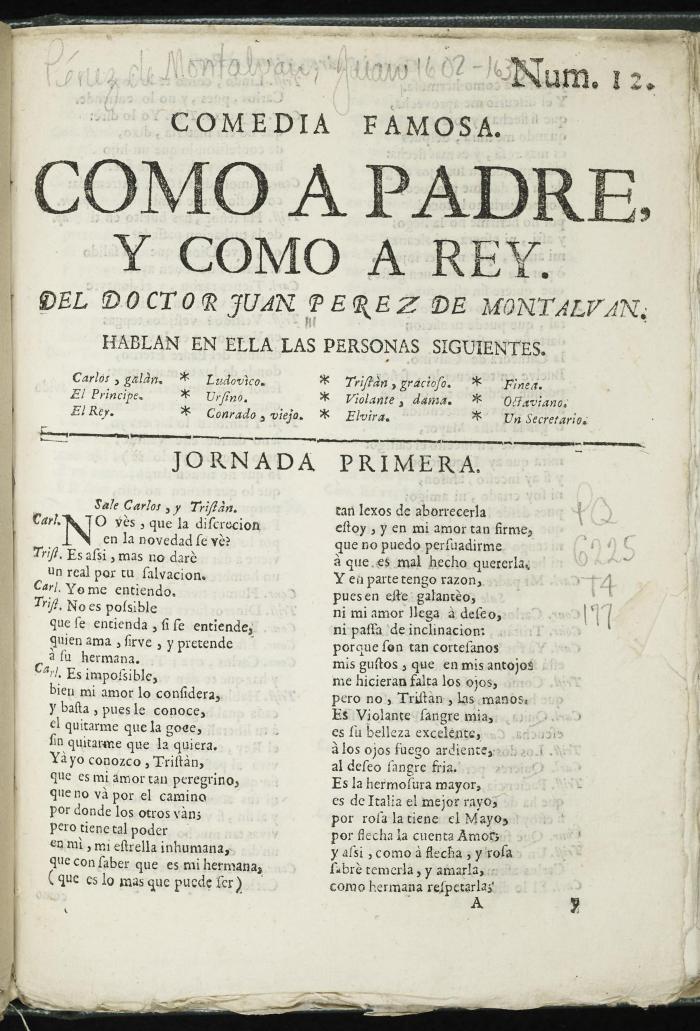 Pérez de Montalván, Juan 1602-163
Num. 12.
COMEDIA FAMOSA.
COMO A PADRE,
Y COMO A REY.
DEL DOCTOR JUAN PEREZ DE MONTALVAN.
HABLAN EN ELLA LAS PERSONAS SIGUIENTES.
Carlos, galàn. * Ludovico. * Tristàn, gracioso. * Finea.
El Principe. * Ursino. * Violante, dama. * Octaviano.
El Rey. * Conrado, viejo. * Elvira. * Un Secretario.
JORNADA PRIMERA.
Sale Carlos, y Tristàn.
Carl. NO vès, que la discrecion
en la novedad se vè?
Trist. Es assi, mas no darè
un real por tu salvacion.
Carl. Yo me entiendo.
Trist. No es possible
que se entienda, si se entiende,
quien ama, sirve, y pretende
à su hermana.
Carl. Es impossible,
bien mi amor lo considera,
y basta, pues le conoce,
el quitarme que la goce,
sin quitarme que la quiera.
Yà yo conozco, Tristàn,
que es mi amor tan peregrino,
que no và por el camino
por donde los otros vàn;
pero tiene tal poder
en mì, mi estrella inhumana,
que con saber que es mi hermana,
(que es lo mas que puede ser)
tan lexos de aborrecerla
estoy, y en mi amor tan firme,
que no puedo persuadirme
à que es mal hecho quererla.
Y en parte tengo razon,
pues en este galantèo,
ni mi amor llega à deseo,
ni passa de inclinacion:
porque son tan cortesanos
mis gustos, que en mis antojos
me hicieran falta los ojos,
pero no, Tristàn, las manos.
Es Violante sangre mia,
es su belleza excelente,
à los ojos fuego ardiente,
al deseo sangre fria.
Es la hermosura mayor,
es de Italia el mejor rayo,
por rosa la tiene el Mayo,
por flecha la cuenta Amor;
y assi, como à flecha, y rosa
sabrè temerla, y amarla,
como hermana respetarla;
A y
PQ
6225
T4
177